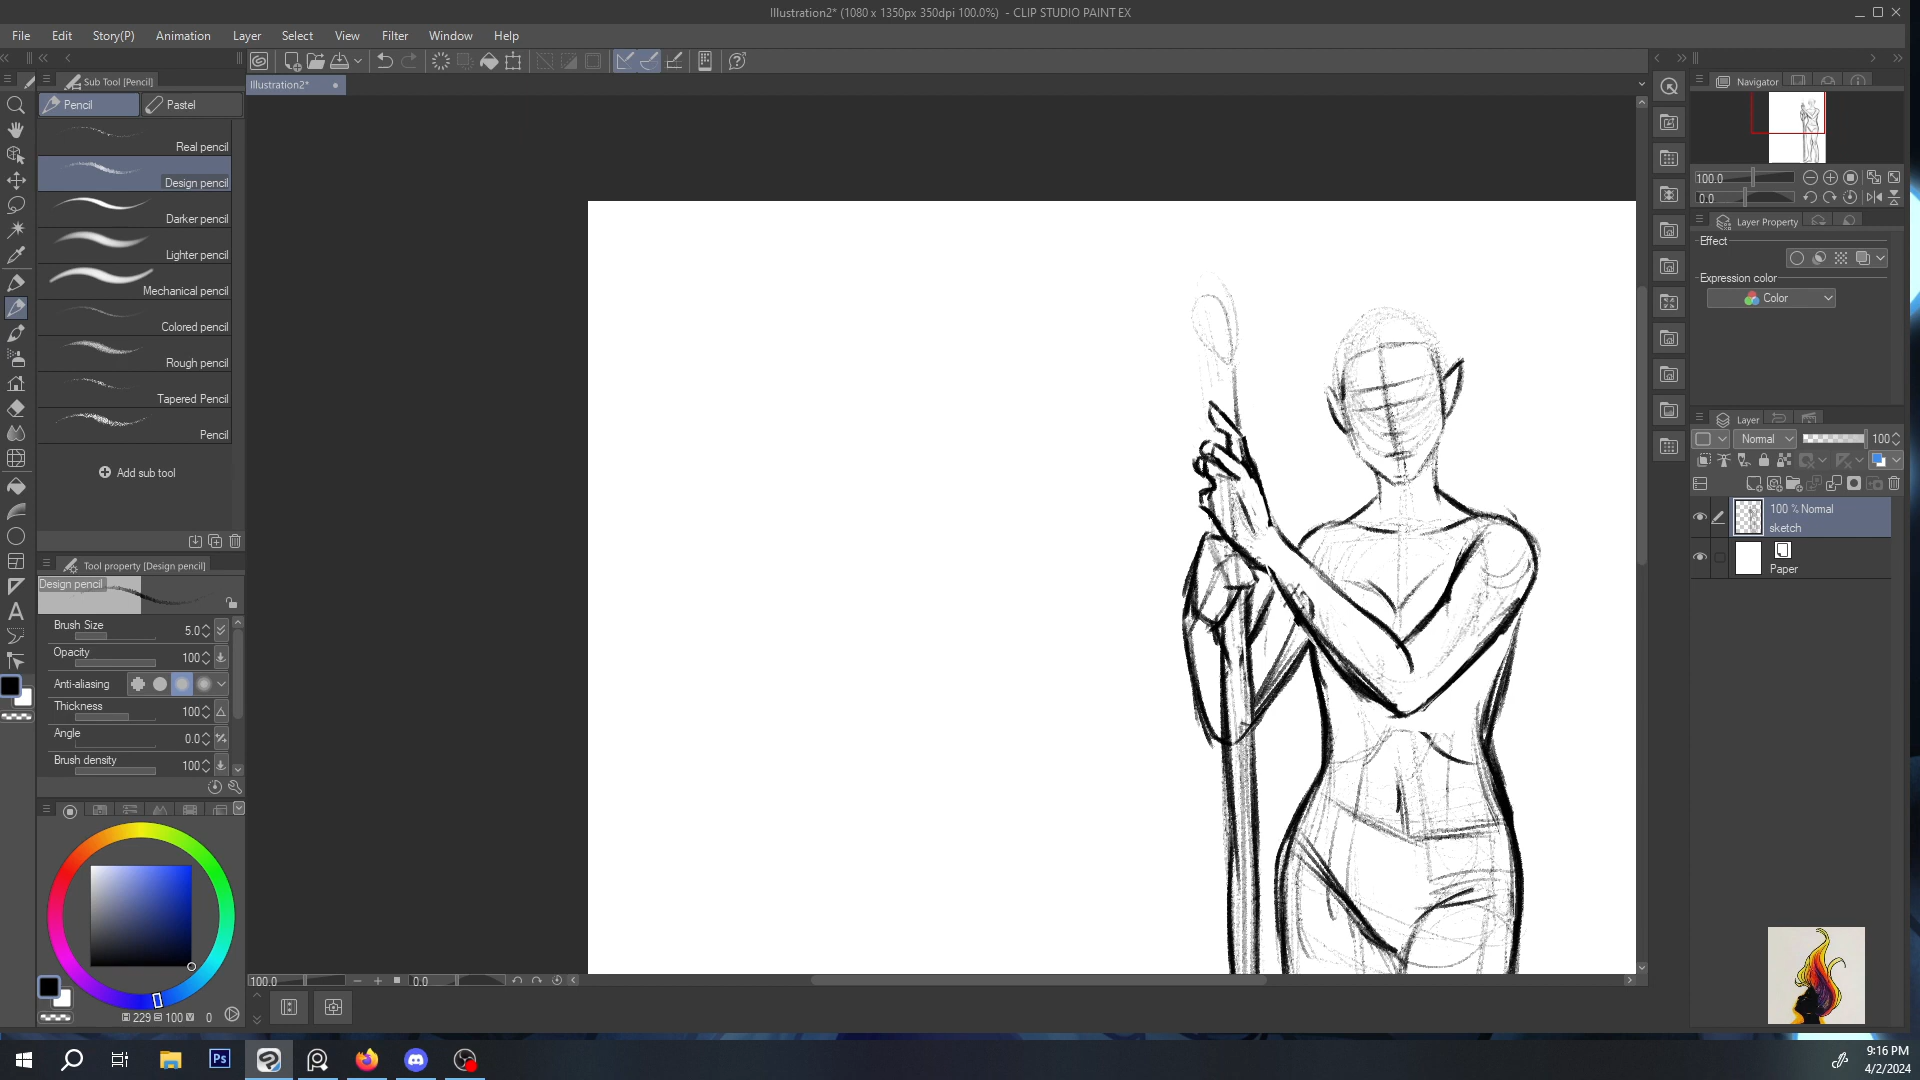 Illustration2* (1080 x 1350px 350dpi 100.0%) - CLIP STUDIO PAINT EX
File Edit Story(P) Animation Layer Select View Filter Window Help
Sub Tool [Pencil]
Pencil Pastel
Real pencil
Design pencil
Darker pencil
Lighter pencil
Mechanical pencil
Colored pencil
Rough pencil
Tapered Pencil
Pencil
Add sub tool
Tool property [Design pencil]
Design pencil
Brush Size 5.0
Opacity 100
Anti-aliasing
Thickness 100
Angle 0.0
Brush density 100
229 100 0
Illustration2*
100.0 0.0
Navigator
100.0
0.0
Layer Property
Effect
Expression color
Color
Layer
Normal 100
100 % Normal
sketch
Paper
A
Ps
9:16 PM
4/2/2024